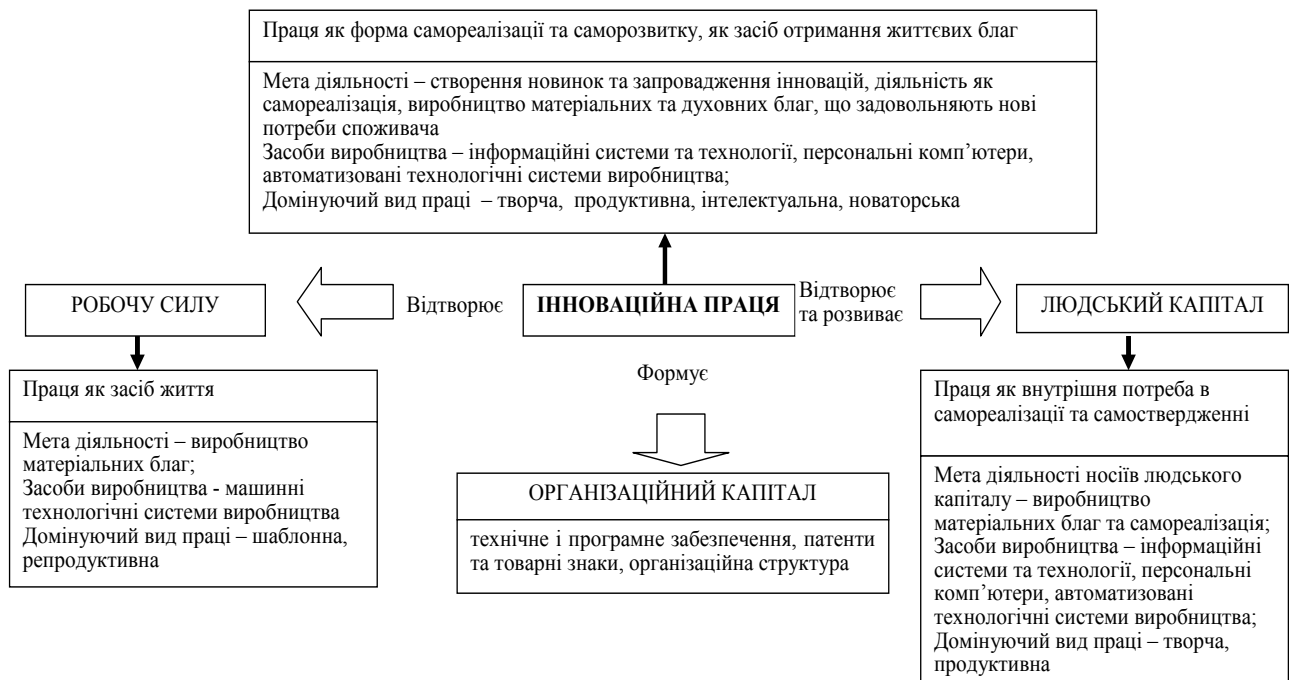 Праця як форма самореалізації та саморозвитку, як засіб отримання життєвих благ
Мета діяльності – створення новинок та запровадження інновацій, діяльність як
самореалізація, виробництво матеріальних та духовних благ, що задовольняють нові
потреби споживача
Засоби виробництва – інформаційні системи та технології, персональні комп’ютери,
автоматизовані технологічні системи виробництва;
Домінуючий вид праці – творча, продуктивна, інтелектуальна, новаторська
РОБОЧУ СИЛУ
Відтворює
ІННОВАЦІЙНА ПРАЦЯ
Відтворює
та розвиває
ЛЮДСЬКИЙ КАПІТАЛ
Праця як засіб життя
Мета діяльності – виробництво
матеріальних благ;
Засоби виробництва - машинні
технологічні системи виробництва
Домінуючий вид праці – шаблонна,
репродуктивна
Формує
ОРГАНІЗАЦІЙНИЙ КАПІТАЛ
технічне і програмне забезпечення, патенти
та товарні знаки, організаційна структура
Праця як внутрішня потреба в
самореалізації та самоствердженні
Мета діяльності носіїв людського
капіталу – виробництво
матеріальних благ та самореалізація;
Засоби виробництва – інформаційні
системи та технології, персональні
комп’ютери, автоматизовані
технологічні системи виробництва;
Домінуючий вид праці – творча,
продуктивна